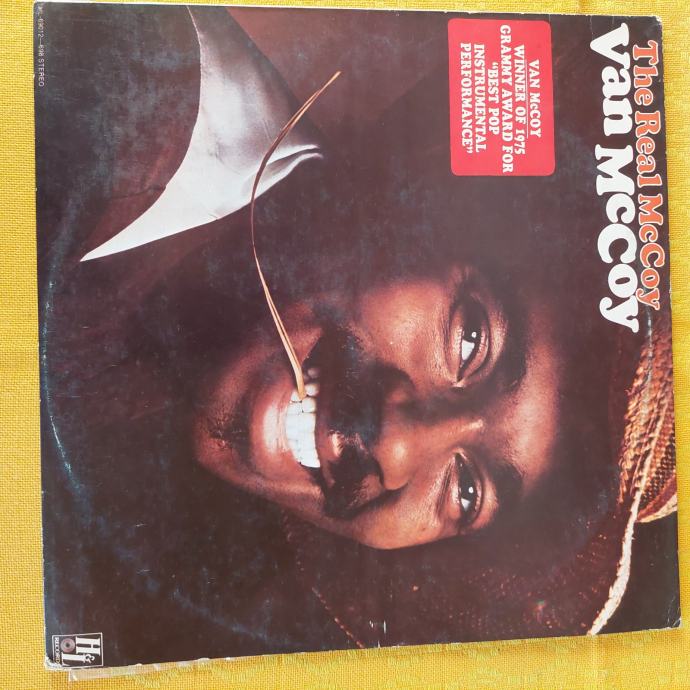 The Real McCoy
Van McCoy
VAN McCOY
WINNER OF 1975
GRAMMY AWARD FOR
"BEST POP
INSTRUMENTAL
PERFORMANCE"
STEREO
H&L